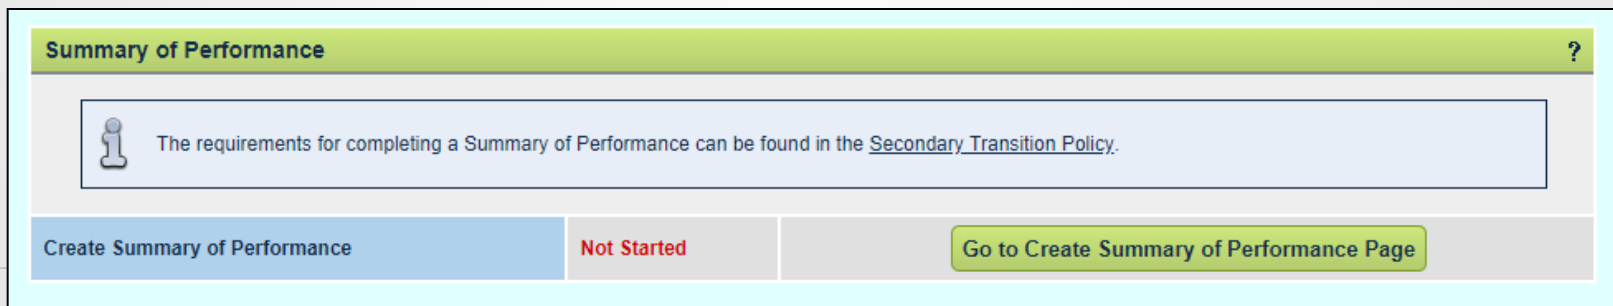 Summary of Performance ?
The requirements for completing a Summary of Performance can be found in the Secondary Transition Policy.
Create Summary of Performance Not Started Go to Create Summary of Performance Page